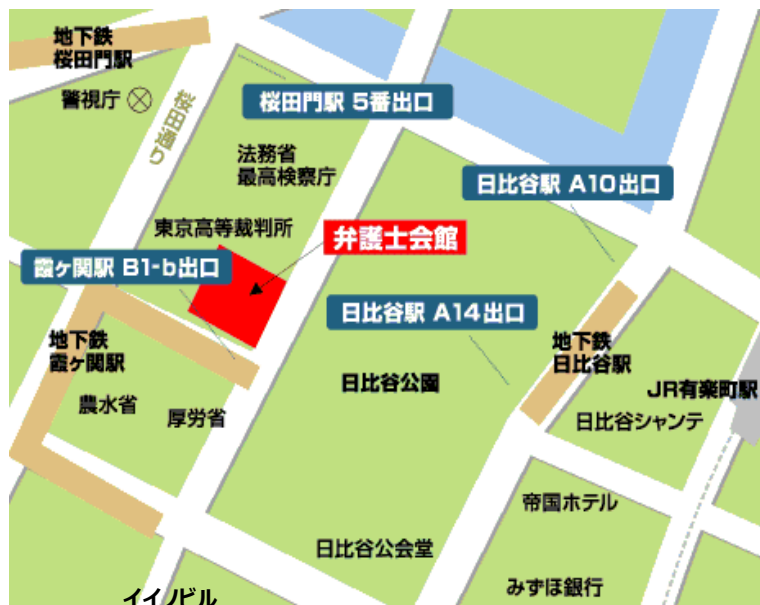 地下鉄
桜田門駅
警視庁
桜田通り
桜田門駅 5番出口
法務省
最高検察庁
日比谷駅 A10出口
東京高等裁判所
弁護士会館
霞ヶ関駅 B1-b出口
日比谷駅 A14出口
地下鉄
霞ヶ関駅
地下鉄
日比谷駅
日比谷公園
JR有楽町駅
農水省
厚労省
日比谷シャンテ
帝国ホテル
日比谷公会堂
みずほ銀行
イイノビル